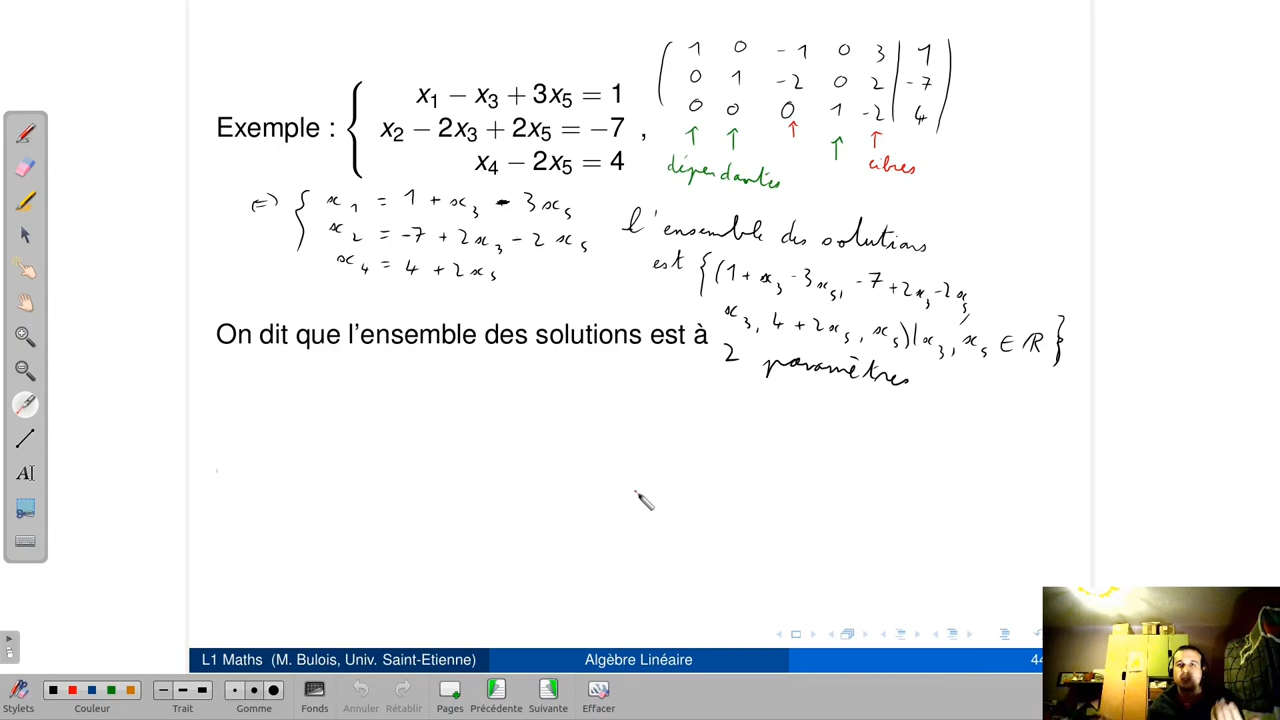 Exemple : { x₁ − x₃ + 3x₅ = 1
x₂ − 2x₃ + 2x₅ = −7 ,
x₄ − 2x₅ = 4
1 0 -1 0 3 | 1
0 1 -2 0 2 | -7
0 0 0 1 -2 | 4
↑ ↑ ↑ ↑ ↑
dépendantes
libres
⇔ { x₁ = 1 + x₃ - 3x₅
x₂ = -7 + 2x₃ - 2x₅
x₄ = 4 + 2x₅
l'ensemble des solutions
est {(1 + x₃ - 3x₅, -7 + 2x₃ - 2x₅,
x₃, 4 + 2x₅, x₅) | x₃, x₅ ∈ ℝ}
On dit que l'ensemble des solutions est à
2 paramètres
L1 Maths (M. Bulois, Univ. Saint-Etienne) Algèbre Linéaire 44
AI
Stylets Couleur Trait Gomme Fonds Annuler Rétablir Pages Précédente Suivante Effacer